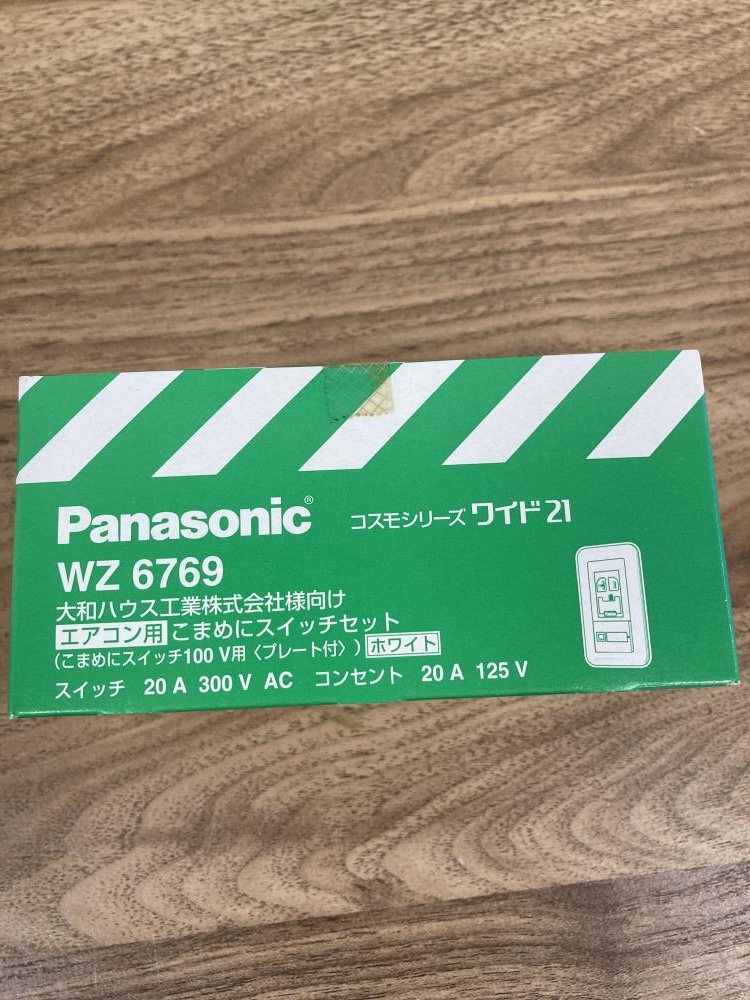 Panasonic® コスモシリーズ ワイド21
WZ 6769
大和ハウス工業株式会社様向け
エアコン用 こまめにスイッチセット
(こまめにスイッチ100 V用〈プレート付〉) ホワイト
スイッチ 20 A 300 V AC コンセント 20 A 125 V